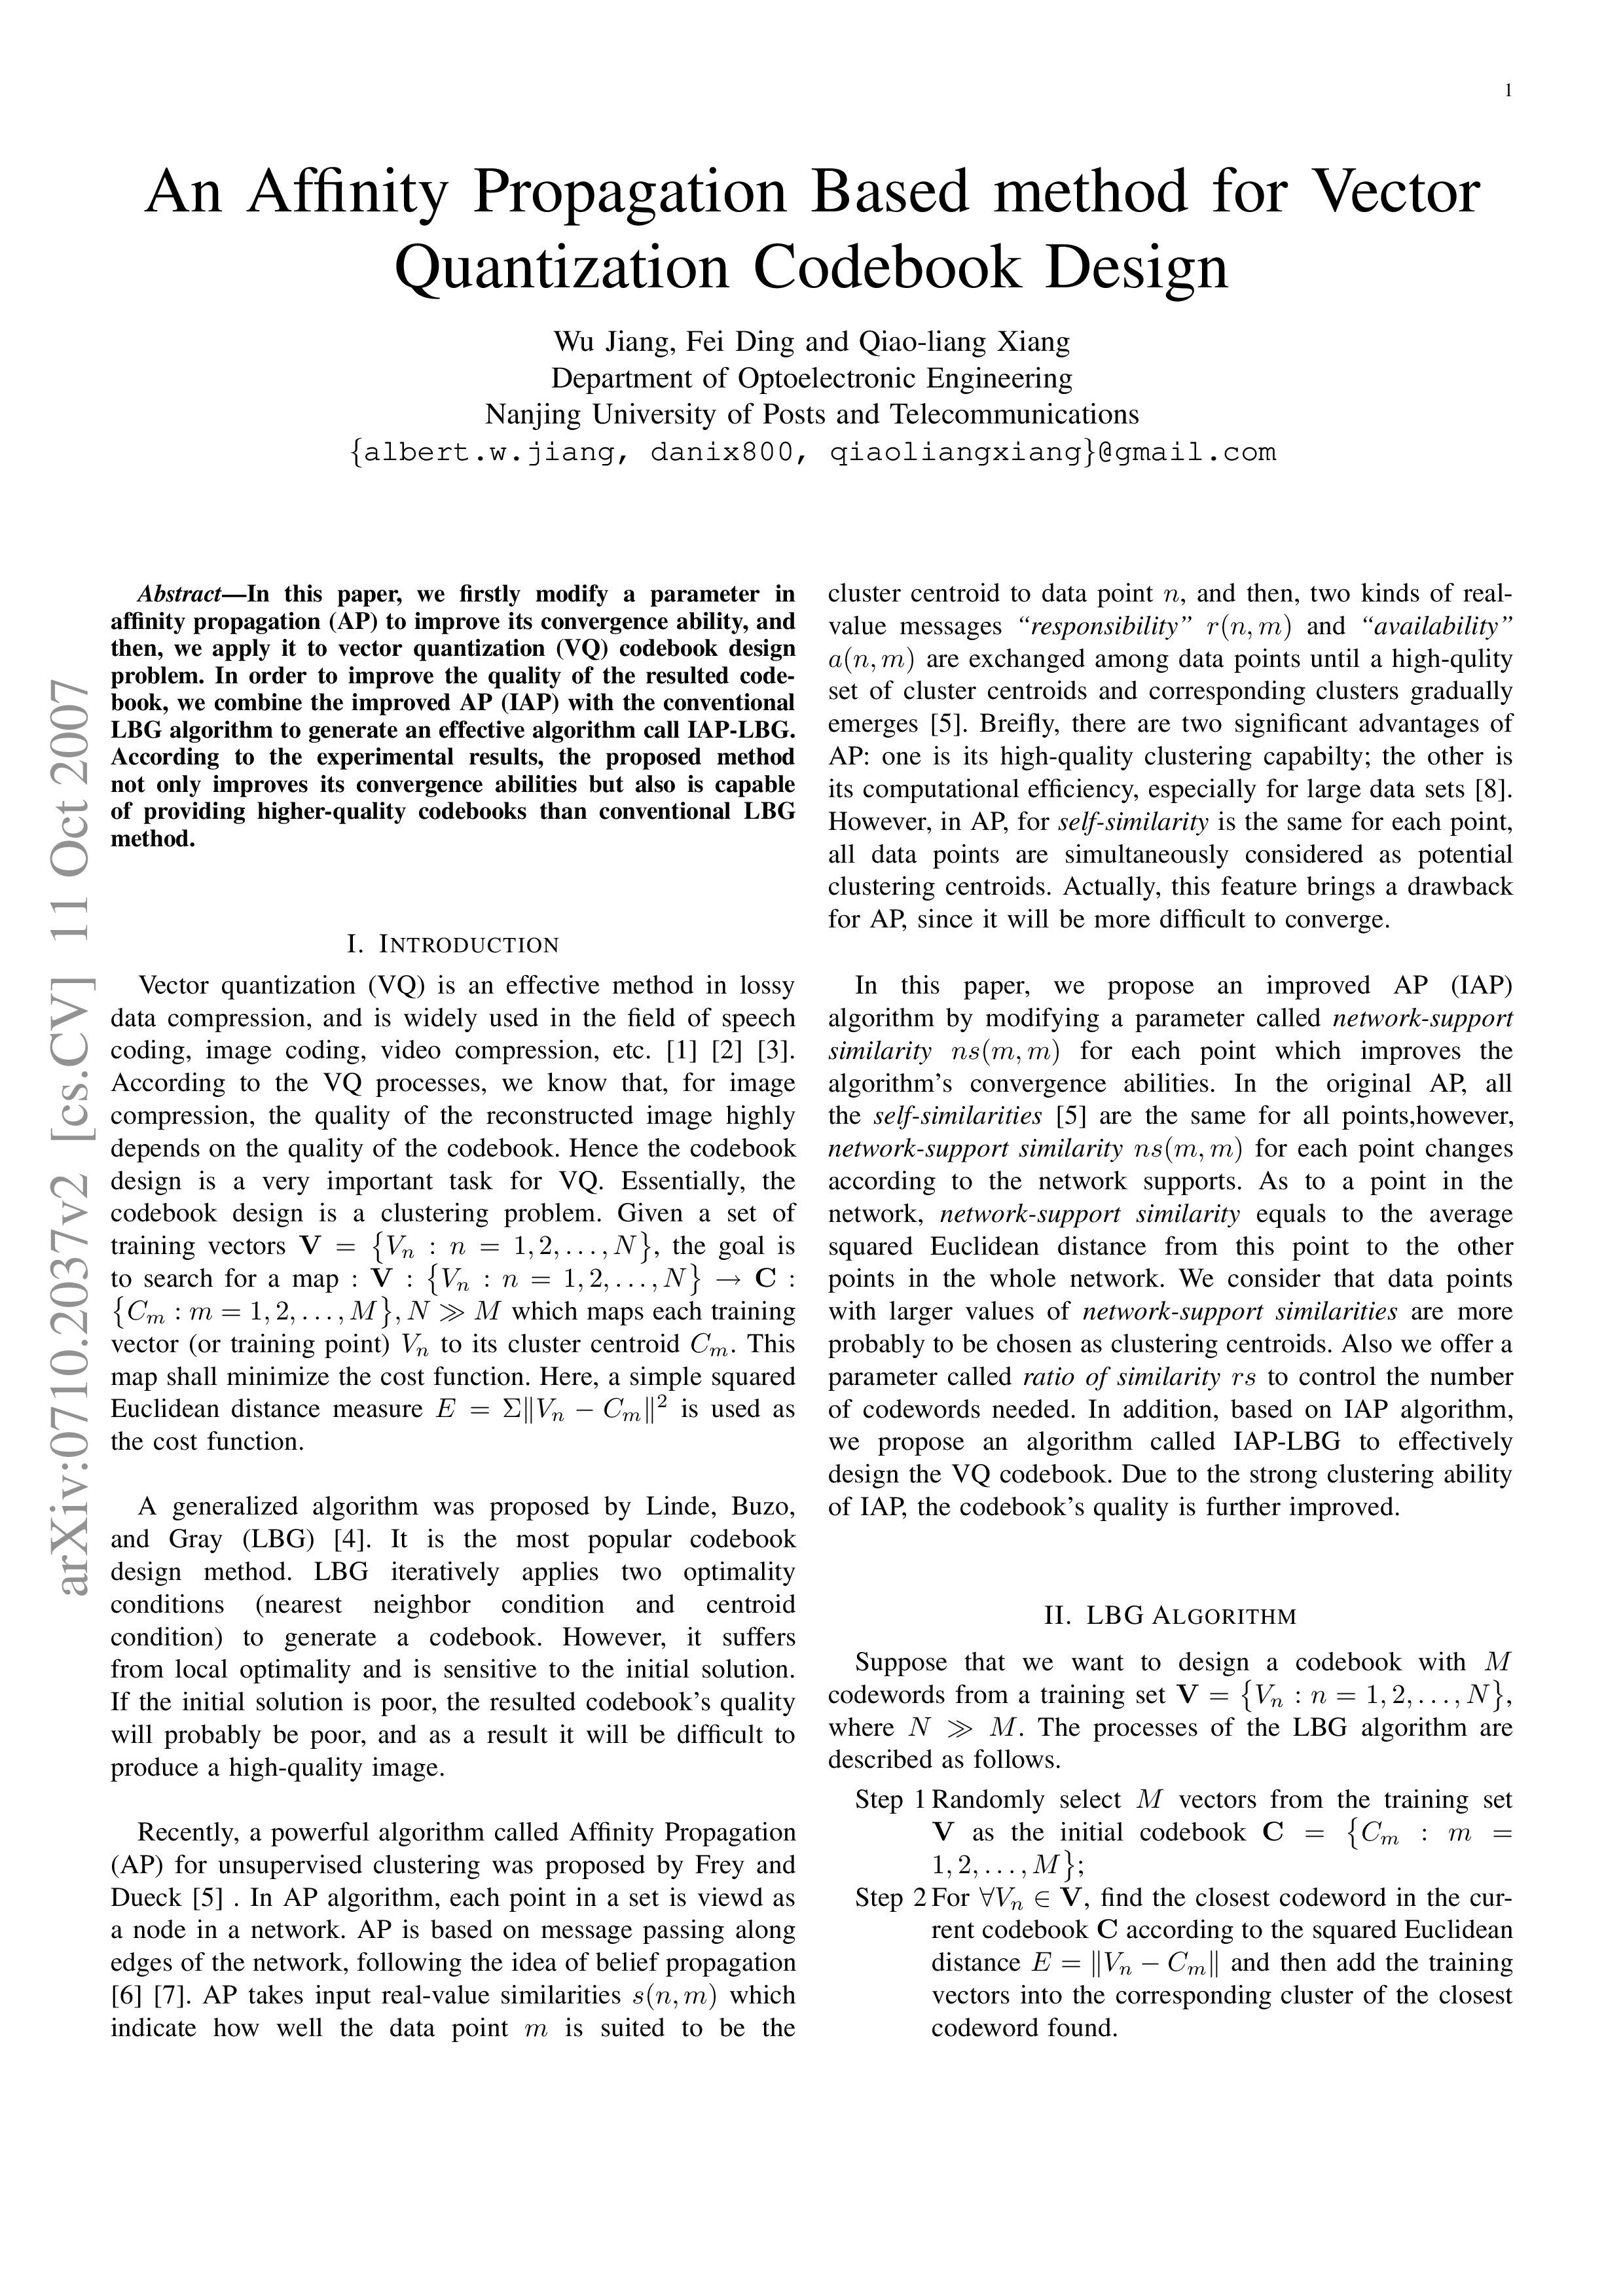 1
An Affinity Propagation Based method for Vector
Quantization Codebook Design
Wu Jiang, Fei Ding and Qiao-liang Xiang
Department of Optoelectronic Engineering
Nanjing University of Posts and Telecommunications
{albert.w.jiang, danix800, qiaoliangxiang}@gmail.com
arXiv:0710.2037v2 [cs.CV] 11 Oct 2007
Abstract—In this paper, we firstly modify a parameter in
affinity propagation (AP) to improve its convergence ability, and
then, we apply it to vector quantization (VQ) codebook design
problem. In order to improve the quality of the resulted code-
book, we combine the improved AP (IAP) with the conventional
LBG algorithm to generate an effective algorithm call IAP-LBG.
According to the experimental results, the proposed method
not only improves its convergence abilities but also is capable
of providing higher-quality codebooks than conventional LBG
method.
I. INTRODUCTION
Vector quantization (VQ) is an effective method in lossy
data compression, and is widely used in the field of speech
coding, image coding, video compression, etc. [1] [2] [3].
According to the VQ processes, we know that, for image
compression, the quality of the reconstructed image highly
depends on the quality of the codebook. Hence the codebook
design is a very important task for VQ. Essentially, the
codebook design is a clustering problem. Given a set of
training vectors V = {Vn : n = 1, 2, . . . , N}, the goal is
to search for a map : V : {Vn : n = 1, 2, . . . , N} → C :
{Cm : m = 1, 2, . . . , M}, N ≫ M which maps each training
vector (or training point) Vn to its cluster centroid Cm. This
map shall minimize the cost function. Here, a simple squared
Euclidean distance measure E = Σ‖Vn − Cm‖² is used as
the cost function.
A generalized algorithm was proposed by Linde, Buzo,
and Gray (LBG) [4]. It is the most popular codebook
design method. LBG iteratively applies two optimality
conditions (nearest neighbor condition and centroid
condition) to generate a codebook. However, it suffers
from local optimality and is sensitive to the initial solution.
If the initial solution is poor, the resulted codebook's quality
will probably be poor, and as a result it will be difficult to
produce a high-quality image.
Recently, a powerful algorithm called Affinity Propagation
(AP) for unsupervised clustering was proposed by Frey and
Dueck [5] . In AP algorithm, each point in a set is viewd as
a node in a network. AP is based on message passing along
edges of the network, following the idea of belief propagation
[6] [7]. AP takes input real-value similarities s(n, m) which
indicate how well the data point m is suited to be the
cluster centroid to data point n, and then, two kinds of real-
value messages “responsibility” r(n, m) and “availability”
a(n, m) are exchanged among data points until a high-qulity
set of cluster centroids and corresponding clusters gradually
emerges [5]. Breifly, there are two significant advantages of
AP: one is its high-quality clustering capabilty; the other is
its computational efficiency, especially for large data sets [8].
However, in AP, for self-similarity is the same for each point,
all data points are simultaneously considered as potential
clustering centroids. Actually, this feature brings a drawback
for AP, since it will be more difficult to converge.
In this paper, we propose an improved AP (IAP)
algorithm by modifying a parameter called network-support
similarity ns(m, m) for each point which improves the
algorithm's convergence abilities. In the original AP, all
the self-similarities [5] are the same for all points,however,
network-support similarity ns(m, m) for each point changes
according to the network supports. As to a point in the
network, network-support similarity equals to the average
squared Euclidean distance from this point to the other
points in the whole network. We consider that data points
with larger values of network-support similarities are more
probably to be chosen as clustering centroids. Also we offer a
parameter called ratio of similarity rs to control the number
of codewords needed. In addition, based on IAP algorithm,
we propose an algorithm called IAP-LBG to effectively
design the VQ codebook. Due to the strong clustering ability
of IAP, the codebook's quality is further improved.
II. LBG ALGORITHM
Suppose that we want to design a codebook with M
codewords from a training set V = {Vn : n = 1, 2, . . . , N},
where N ≫ M. The processes of the LBG algorithm are
described as follows.
Step 1 Randomly select M vectors from the training set
V as the initial codebook C = {Cm : m =
1, 2, . . . , M};
Step 2 For ∀Vn ∈ V, find the closest codeword in the cur-
rent codebook C according to the squared Euclidean
distance E = ‖Vn − Cm‖ and then add the training
vectors into the corresponding cluster of the closest
codeword found.